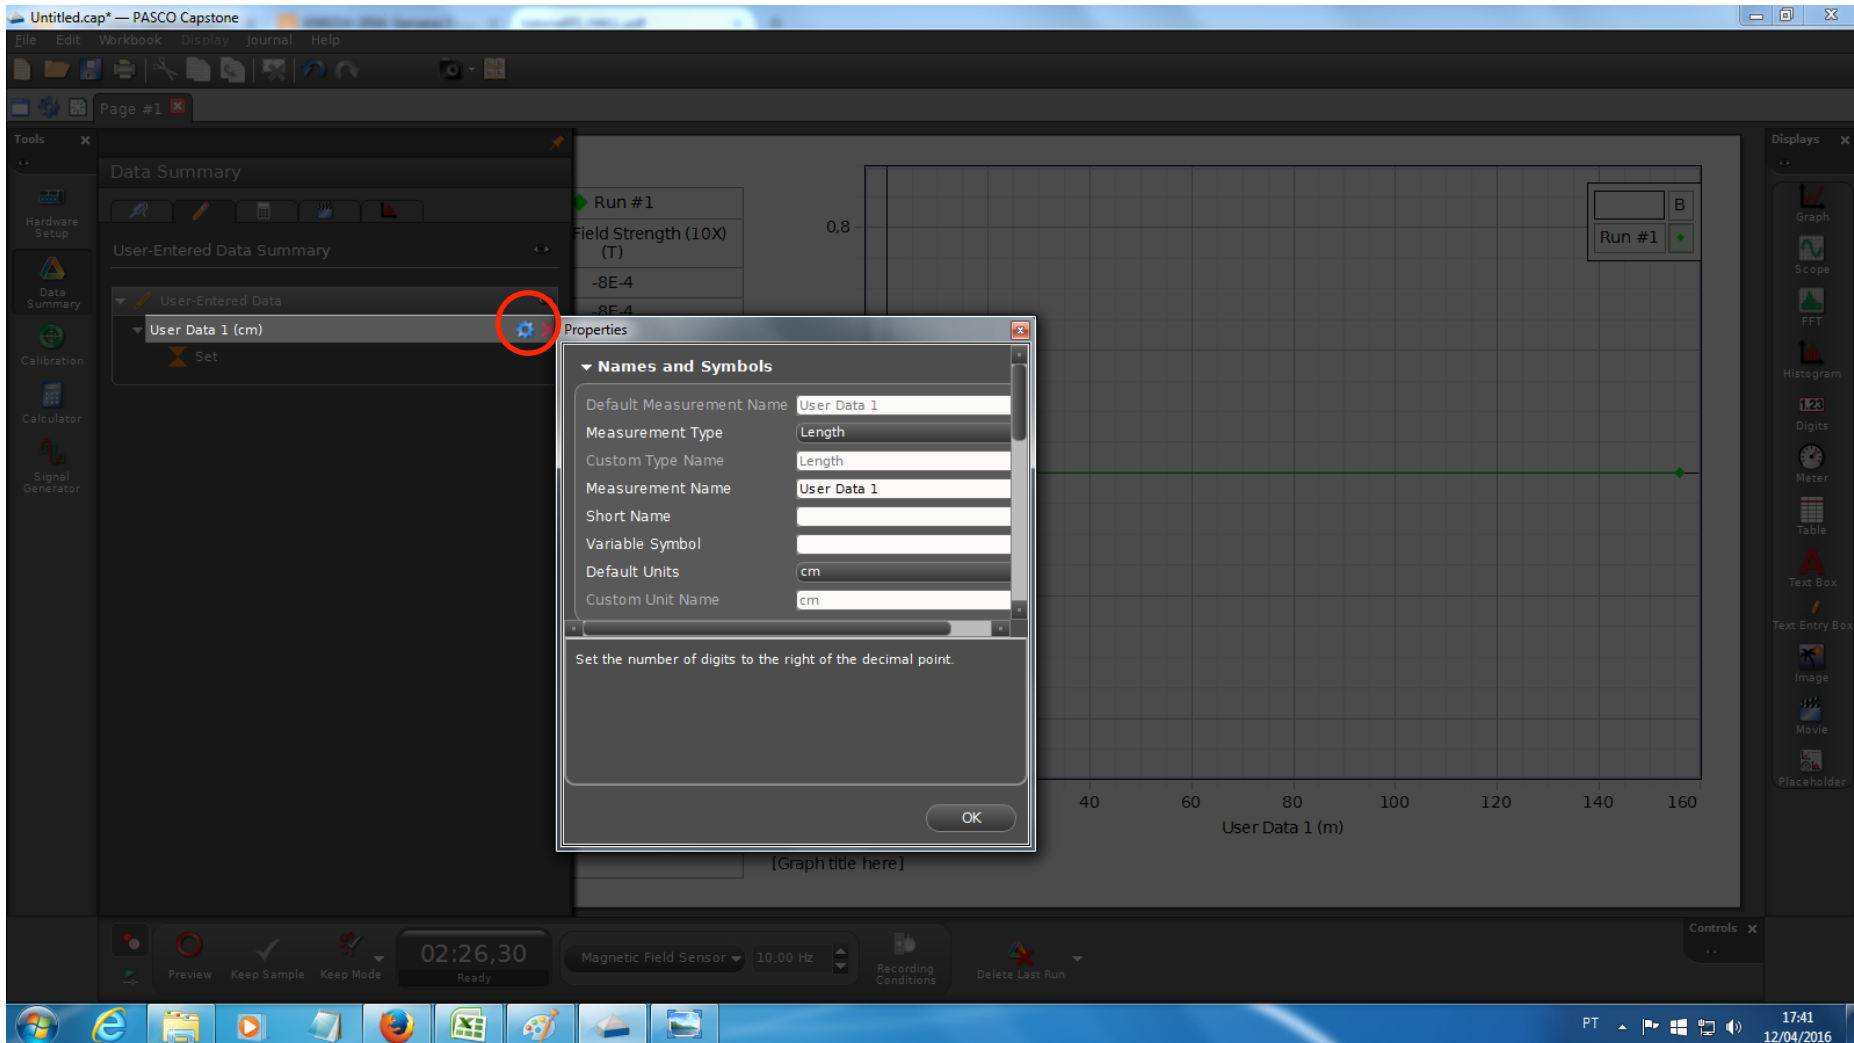 Untitled.cap* — PASCO Capstone
File Edit Workbook Display Journal Help
Page #1
Tools
Hardware
Setup
Data
Summary
Calibration
Calculator
Signal
Generator
Data Summary
User-Entered Data Summary
User-Entered Data
User Data 1 (cm)
Set
Run #1
Field Strength (10X)
(T)
-8E-4
-8E-4
0,8
B
Run #1
Properties
Names and Symbols
Default Measurement Name User Data 1
Measurement Type Length
Custom Type Name Length
Measurement Name User Data 1
Short Name
Variable Symbol
Default Units cm
Custom Unit Name cm
Set the number of digits to the right of the decimal point.
OK
40 60 80 100 120 140 160
User Data 1 (m)
[Graph title here]
Displays
Graph
Scope
FFT
Histogram
1.23
Digits
Meter
Table
Text Box
Text Entry Box
Image
Movie
Placeholder
Preview
Keep Sample
Keep Mode
02:26,30
Ready
Magnetic Field Sensor
10,00 Hz
Recording
Conditions
Delete Last Run
Controls
PT
17:41
12/04/2016